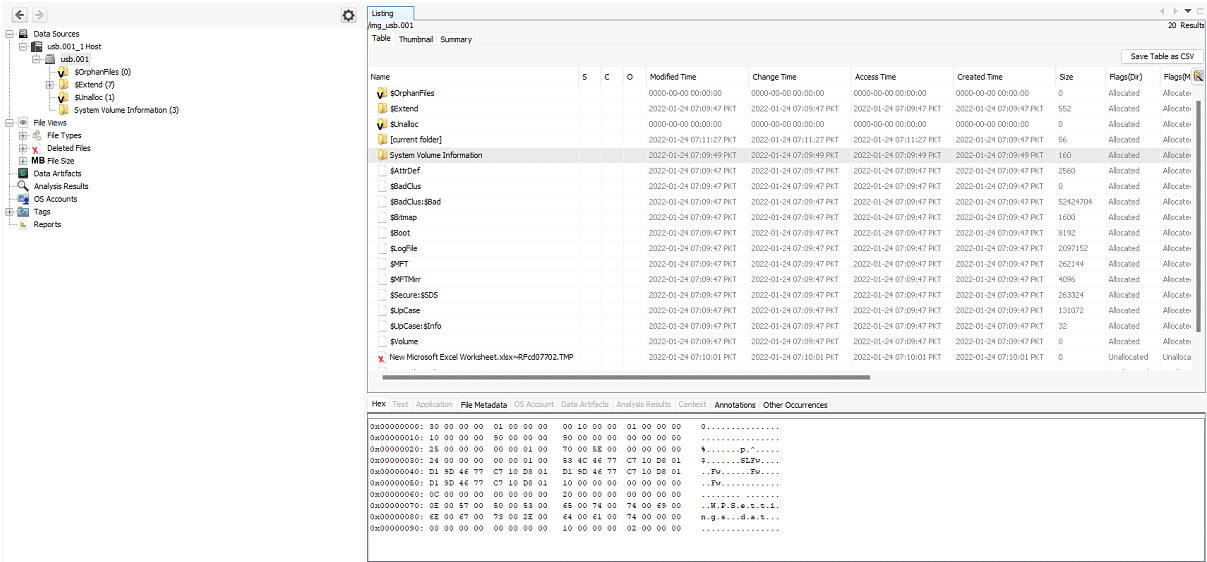 Listing
/img_usb.001 20 Results
Table Thumbnail Summary
Save Table as CSV
Data Sources
usb.001_1 Host
usb.001
$OrphanFiles (0)
$Extend (7)
$Unalloc (1)
System Volume Information (3)
File Views
File Types
Deleted Files
MB File Size
Data Artifacts
Analysis Results
OS Accounts
Tags
Reports
Name S C O Modified Time Change Time Access Time Created Time Size Flags(Dir) Flags(M
$OrphanFiles 0000-00-00 00:00:00 0000-00-00 00:00:00 0000-00-00 00:00:00 0000-00-00 00:00:00 0 Allocated Allocate
$Extend 2022-01-24 07:09:47 PKT 2022-01-24 07:09:47 PKT 2022-01-24 07:09:47 PKT 2022-01-24 07:09:47 PKT 552 Allocated Allocate
$Unalloc 0000-00-00 00:00:00 0000-00-00 00:00:00 0000-00-00 00:00:00 0000-00-00 00:00:00 0 Allocated Allocate
[current folder] 2022-01-24 07:11:27 PKT 2022-01-24 07:11:27 PKT 2022-01-24 07:11:27 PKT 2022-01-24 07:09:47 PKT 56 Allocated Allocate
System Volume Information 2022-01-24 07:09:49 PKT 2022-01-24 07:09:49 PKT 2022-01-24 07:09:49 PKT 2022-01-24 07:09:49 PKT 160 Allocated Allocate
$AttrDef 2022-01-24 07:09:47 PKT 2022-01-24 07:09:47 PKT 2022-01-24 07:09:47 PKT 2022-01-24 07:09:47 PKT 2560 Allocated Allocate
$BadClus 2022-01-24 07:09:47 PKT 2022-01-24 07:09:47 PKT 2022-01-24 07:09:47 PKT 2022-01-24 07:09:47 PKT 0 Allocated Allocate
$BadClus:$Bad 2022-01-24 07:09:47 PKT 2022-01-24 07:09:47 PKT 2022-01-24 07:09:47 PKT 2022-01-24 07:09:47 PKT 52424704 Allocated Allocate
$Bitmap 2022-01-24 07:09:47 PKT 2022-01-24 07:09:47 PKT 2022-01-24 07:09:47 PKT 2022-01-24 07:09:47 PKT 1600 Allocated Allocate
$Boot 2022-01-24 07:09:47 PKT 2022-01-24 07:09:47 PKT 2022-01-24 07:09:47 PKT 2022-01-24 07:09:47 PKT 8192 Allocated Allocate
$LogFile 2022-01-24 07:09:47 PKT 2022-01-24 07:09:47 PKT 2022-01-24 07:09:47 PKT 2022-01-24 07:09:47 PKT 2097152 Allocated Allocate
$MFT 2022-01-24 07:09:47 PKT 2022-01-24 07:09:47 PKT 2022-01-24 07:09:47 PKT 2022-01-24 07:09:47 PKT 262144 Allocated Allocate
$MFTMirr 2022-01-24 07:09:47 PKT 2022-01-24 07:09:47 PKT 2022-01-24 07:09:47 PKT 2022-01-24 07:09:47 PKT 4096 Allocated Allocate
$Secure:$SDS 2022-01-24 07:09:47 PKT 2022-01-24 07:09:47 PKT 2022-01-24 07:09:47 PKT 2022-01-24 07:09:47 PKT 263324 Allocated Allocate
$UpCase 2022-01-24 07:09:47 PKT 2022-01-24 07:09:47 PKT 2022-01-24 07:09:47 PKT 2022-01-24 07:09:47 PKT 131072 Allocated Allocate
$UpCase:$Info 2022-01-24 07:09:47 PKT 2022-01-24 07:09:47 PKT 2022-01-24 07:09:47 PKT 2022-01-24 07:09:47 PKT 32 Allocated Allocate
$Volume 2022-01-24 07:09:47 PKT 2022-01-24 07:09:47 PKT 2022-01-24 07:09:47 PKT 2022-01-24 07:09:47 PKT 0 Allocated Allocate
New Microsoft Excel Worksheet.xlsx~RFcd07702.TMP 2022-01-24 07:10:01 PKT 2022-01-24 07:10:01 PKT 2022-01-24 07:10:01 PKT 2022-01-24 07:10:01 PKT 0 Unallocated Unalloca
Hex Text Application File Metadata OS Account Data Artifacts Analysis Results Context Annotations Other Occurrences
0x00000000: 30 00 00 00 01 00 00 00 00 10 00 00 01 00 00 00 0...............
0x00000010: 10 00 00 00 90 00 00 00 90 00 00 00 00 00 00 00 ................
0x00000020: 25 00 00 00 00 00 01 00 70 00 5E 00 00 00 00 00 %.......p.^.....
0x00000030: 24 00 00 00 00 00 01 00 53 4C 46 77 C7 10 D8 01 $.......SLFw....
0x00000040: D1 9D 46 77 C7 10 D8 01 D1 9D 46 77 C7 10 D8 01 ..Fw......Fw....
0x00000050: D1 9D 46 77 C7 10 D8 01 10 00 00 00 00 00 00 00 ..Fw............
0x00000060: 0C 00 00 00 00 00 00 00 20 00 00 00 00 00 00 00 ........ .......
0x00000070: 0E 00 57 00 50 00 53 00 65 00 74 00 74 00 69 00 ..W.P.S.e.t.t.i.
0x00000080: 6E 00 67 00 73 00 2E 00 64 00 61 00 74 00 00 00 n.g.s...d.a.t...
0x00000090: 00 00 00 00 00 00 00 00 10 00 00 00 02 00 00 00 ................